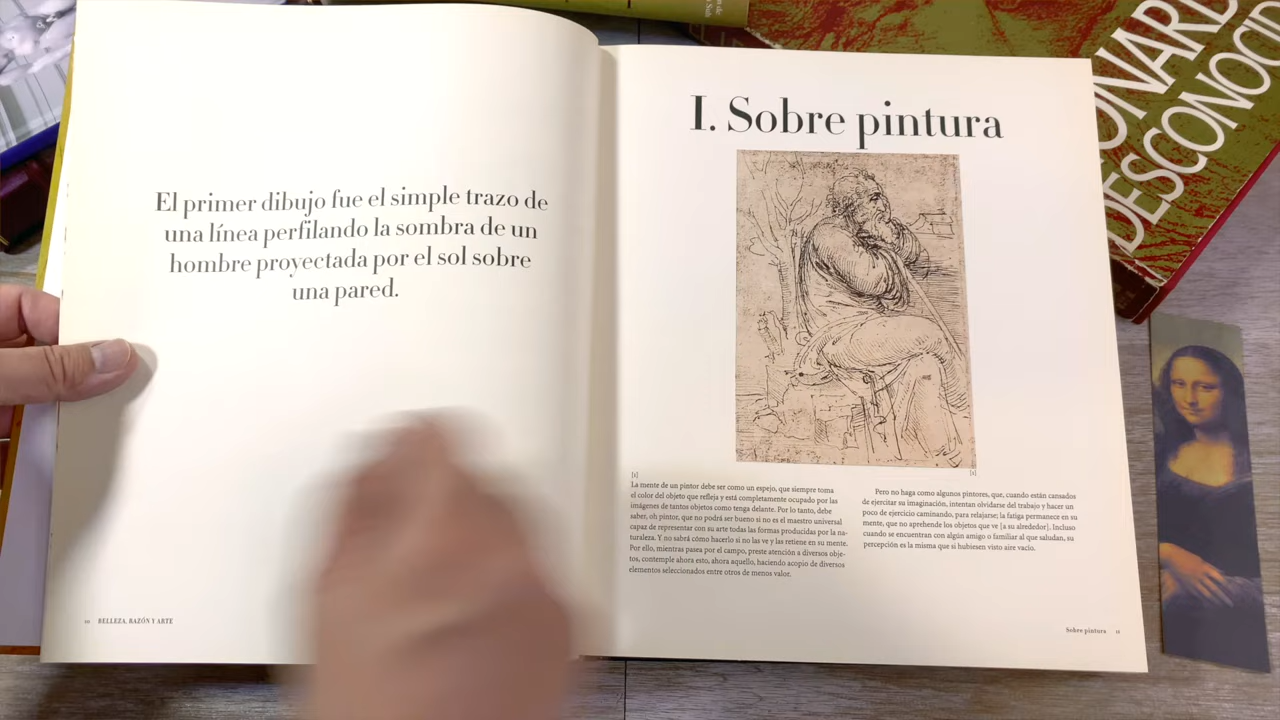 El primer dibujo fue el simple trazo de
una línea perfilando la sombra de un
hombre proyectada por el sol sobre
una pared.
10 BELLEZA, RAZÓN Y ARTE
I. Sobre pintura
[1]
[1]
La mente de un pintor debe ser como un espejo, que siempre toma
el color del objeto que refleja y está completamente ocupado por las
imágenes de tantos objetos como tenga delante. Por lo tanto, debe
saber, oh pintor, que no podrá ser bueno si no es el maestro universal
capaz de representar con su arte todas las formas producidas por la na-
turaleza. Y no sabrá cómo hacerlo si no las ve y las retiene en su mente.
Por ello, mientras pasea por el campo, preste atención a diversos obje-
tos, contemple ahora esto, ahora aquello, haciendo acopio de diversos
elementos seleccionados entre otros de menos valor.
Pero no haga como algunos pintores, que, cuando están cansados
de ejercitar su imaginación, intentan olvidarse del trabajo y hacer un
poco de ejercicio caminando, para relajarse; la fatiga permanece en su
mente, que no aprehende los objetos que ve [a su alrededor]. Incluso
cuando se encuentran con algún amigo o familiar al que saludan, su
percepción es la misma que si hubiesen visto aire vacío.
Sobre pintura 11
ONARD
DESCONOCID